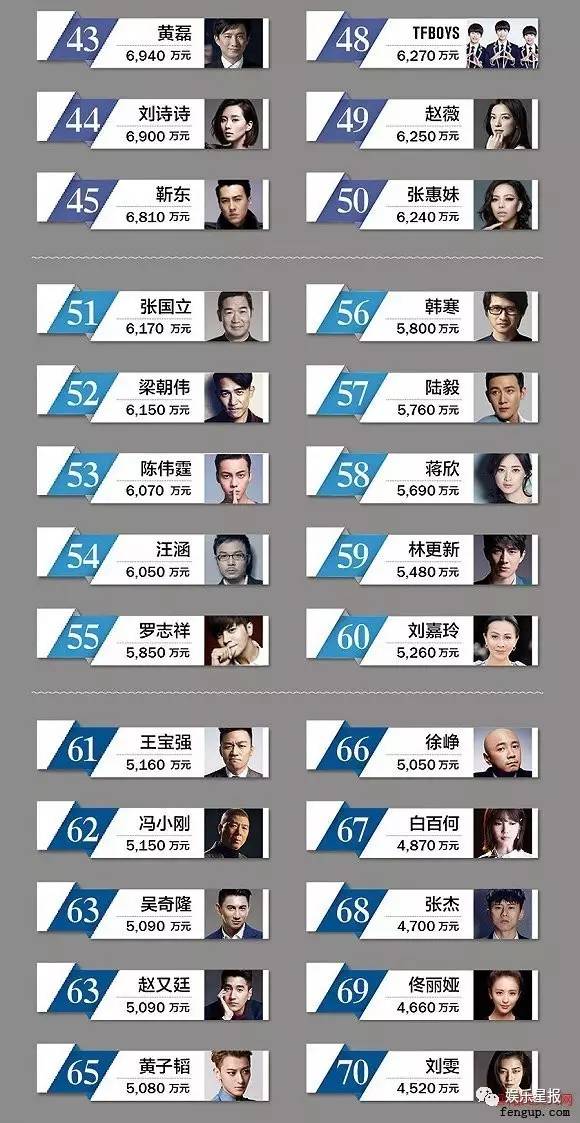 43
黄磊
6,940 万元
44
刘诗诗
6,900 万元
45
靳东
6,810 万元
48
TFBOYS
6,270 万元
49
赵薇
6,250 万元
50
张惠妹
6,240 万元
51
张国立
6,170 万元
52
梁朝伟
6,150 万元
53
陈伟霆
6,070 万元
54
汪涵
6,050 万元
55
罗志祥
5,850 万元
56
韩寒
5,800 万元
57
陆毅
5,760 万元
58
蒋欣
5,690 万元
59
林更新
5,480 万元
60
刘嘉玲
5,260 万元
61
王宝强
5,160 万元
62
冯小刚
5,150 万元
63
吴奇隆
5,090 万元
63
赵又廷
5,090 万元
65
黄子韬
5,080 万元
66
徐峥
5,050 万元
67
白百何
4,870 万元
68
张杰
4,700 万元
69
佟丽娅
4,660 万元
70
刘雯
4,520 万元
娱乐星报
fengup.com